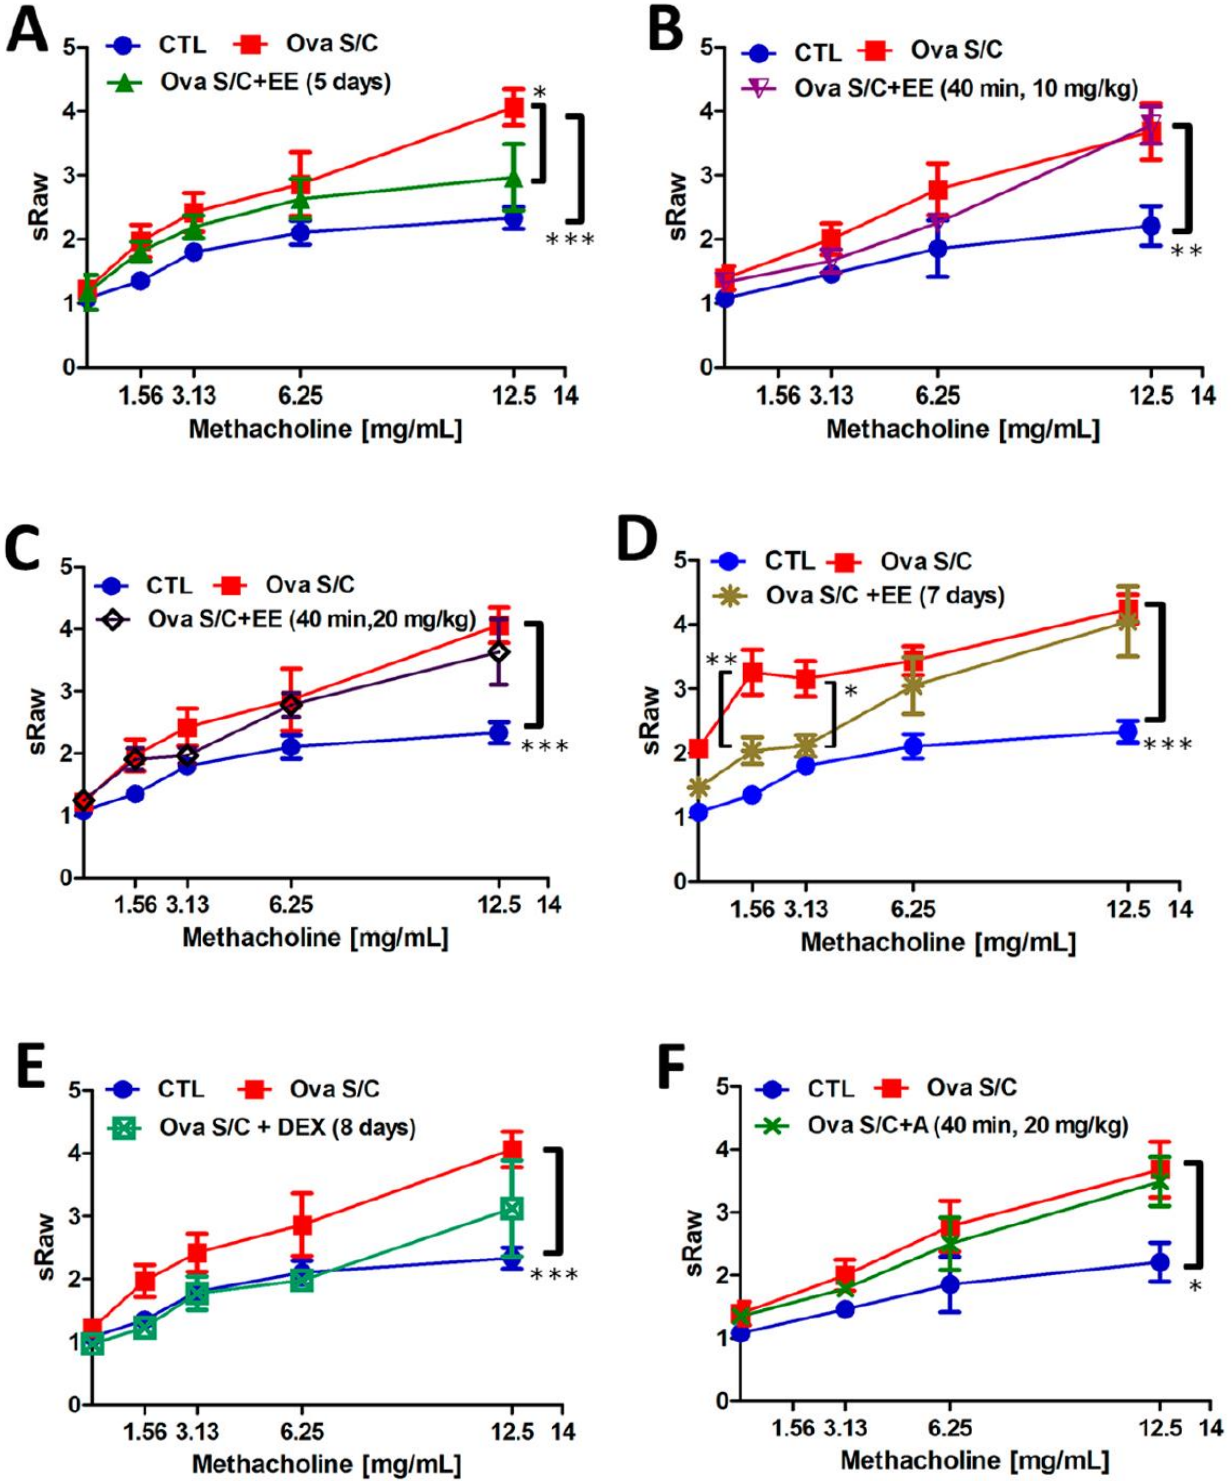 A
CTL Ova S/C
Ova S/C+EE (5 days)
5
4
3
2
1
0
sRaw
*
***
1.56 3.13 6.25 12.5 14
Methacholine [mg/mL]
B
CTL Ova S/C
Ova S/C+EE (40 min, 10 mg/kg)
5
4
3
2
1
0
sRaw
**
1.56 3.13 6.25 12.5 14
Methacholine [mg/mL]
C
CTL Ova S/C
Ova S/C+EE (40 min,20 mg/kg)
5
4
3
2
1
0
sRaw
***
1.56 3.13 6.25 12.5 14
Methacholine [mg/mL]
D
CTL Ova S/C
Ova S/C +EE (7 days)
5
4
3
2
1
0
sRaw
**
*
***
1.56 3.13 6.25 12.5 14
Methacholine [mg/mL]
E
CTL Ova S/C
Ova S/C + DEX (8 days)
5
4
3
2
1
0
sRaw
***
1.56 3.13 6.25 12.5 14
Methacholine [mg/mL]
F
CTL Ova S/C
Ova S/C+A (40 min, 20 mg/kg)
5
4
3
2
1
0
sRaw
*
1.56 3.13 6.25 12.5 14
Methacholine [mg/mL]